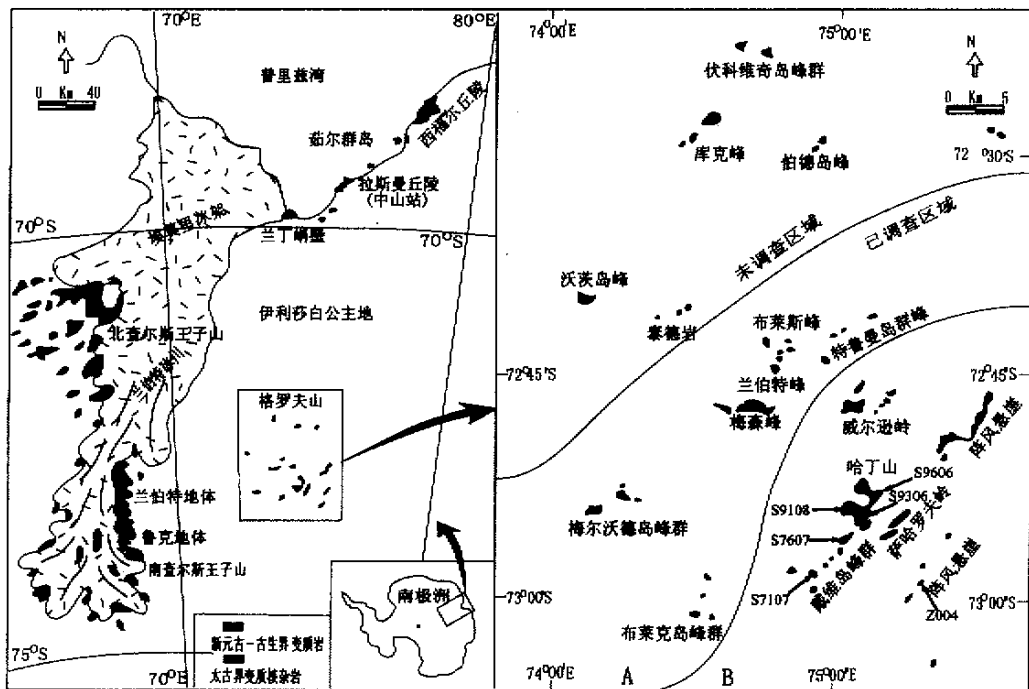 70°E
80°E
N
0 Km 40
普里兹湾
西福尔丘陵
茹尔群岛
拉斯曼丘陵
(中山站)
70°S
埃默里冰架
兰丁崤壁
70°S
北查尔斯王子山
伊利莎白公主地
兰伯特冰川
格罗夫山
兰伯特地体
鲁克地体
南查尔斯王子山
南极洲
新元古—古生界变质岩
太古界变质接杂岩
75°S
70°E
74°00'E
75°00'E
N
0 Km 5
伏科维奇岛峰群
库克峰
伯德岛峰
72°30'S
未调查区域
已调查区域
沃茨岛峰
泰德岩
布莱斯峰
特鲁曼岛群峰
72°45'S
72°45'S
兰伯特峰
梅森峰
威尔逊岭
阵风悬崖
哈丁山
S9606
S9306
S9108
萨哈罗夫岭
S7607
梅尔沃德岛峰群
戴维岛峰群
阵风悬崖
S7107
Z004
73°00'S
73°00'S
布莱克岛峰群
74°00'E
A
B
75°00'E